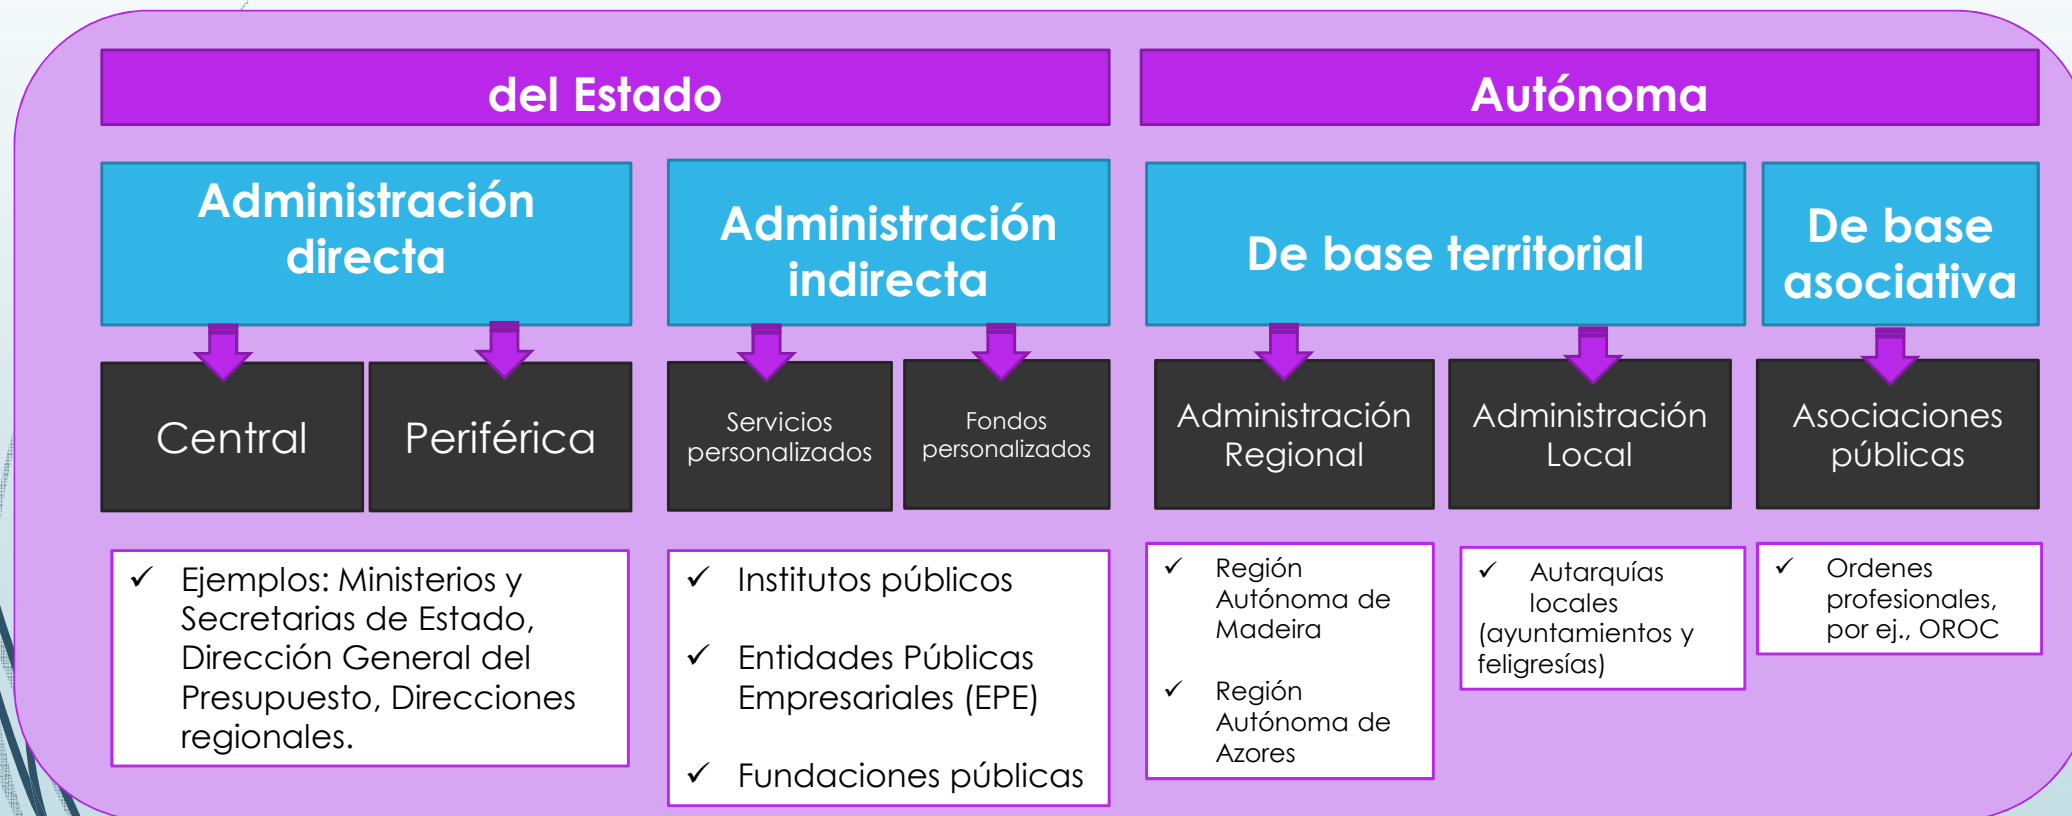 del Estado
Autónoma
Administración
directa
Administración
indirecta
De base territorial
De base
asociativa
Central
Periférica
Servicios
personalizados
Fondos
personalizados
Administración
Regional
Administración
Local
Asociaciones
públicas
✓ Ejemplos: Ministerios y
Secretarias de Estado,
Dirección General del
Presupuesto, Direcciones
regionales.
✓ Institutos públicos
✓ Entidades Públicas
Empresariales (EPE)
✓ Fundaciones públicas
✓ Región
Autónoma de
Madeira
✓ Región
Autónoma de
Azores
✓ Autarquías
locales
(ayuntamientos y
feligresías)
✓ Ordenes
profesionales,
por ej., OROC